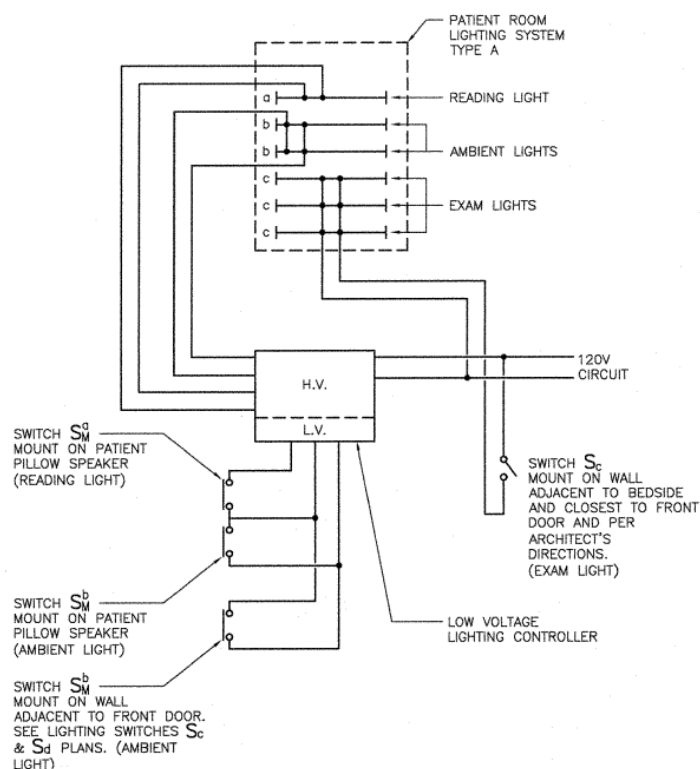 PATIENT ROOM
LIGHTING SYSTEM
TYPE A
a
READING LIGHT
b
b
AMBIENT LIGHTS
c
c
EXAM LIGHTS
c
120V
CIRCUIT
H.V.
L.V.
SWITCH SaM
MOUNT ON PATIENT
PILLOW SPEAKER
(READING LIGHT)
SWITCH Sc
MOUNT ON WALL
ADJACENT TO BEDSIDE
AND CLOSEST TO FRONT
DOOR AND PER
ARCHITECT'S
DIRECTIONS.
(EXAM LIGHT)
SWITCH SbM
MOUNT ON PATIENT
PILLOW SPEAKER
(AMBIENT LIGHT)
LOW VOLTAGE
LIGHTING CONTROLLER
SWITCH SbM
MOUNT ON WALL
ADJACENT TO FRONT DOOR.
SEE LIGHTING SWITCHES Sc
& Sd PLANS. (AMBIENT
LIGHT)